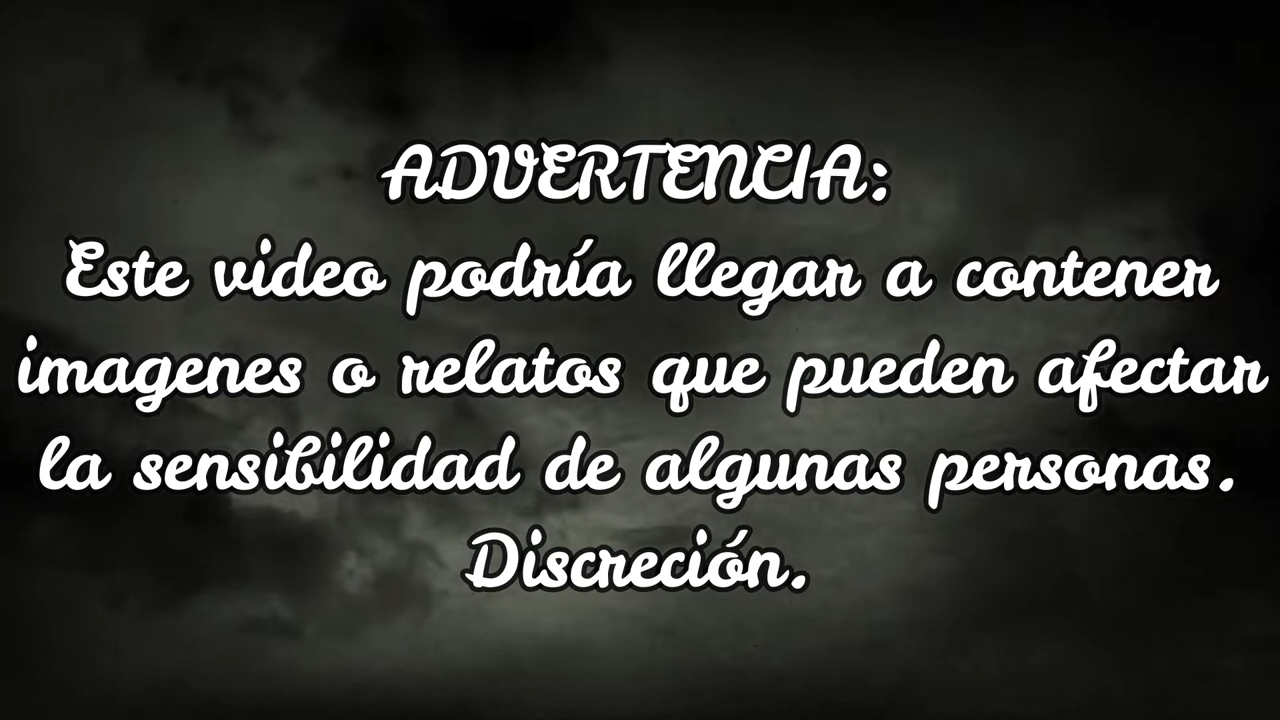 ADVERTENCIA:
Este video podría llegar a contener
imagenes o relatos que pueden afectar
la sensibilidad de algunas personas.
Discreción.